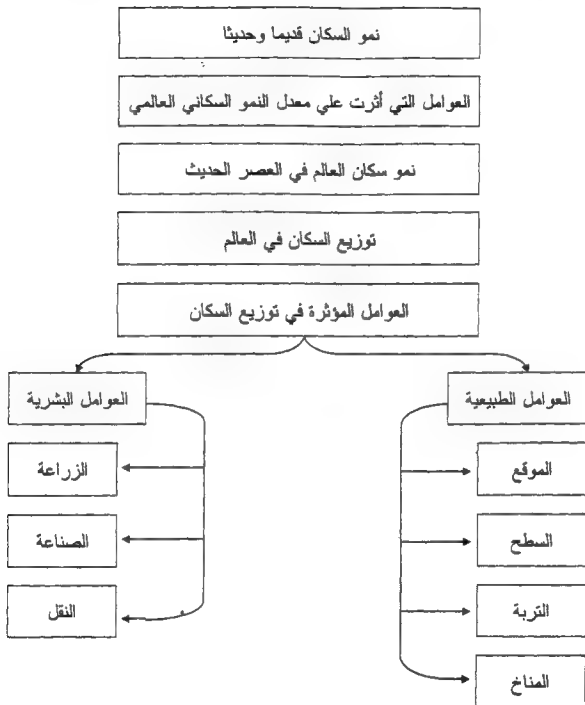 نمو السكان قديما وحديثا
العوامل التي أثرت علي معدل النمو السكاني العالمي
نمو سكان العالم في العصر الحديث
توزيع السكان في العالم
العوامل المؤثرة في توزيع السكان
العوامل الطبيعية
العوامل البشرية
الموقع
الزراعة
السطح
الصناعة
التربة
النقل
المناخ